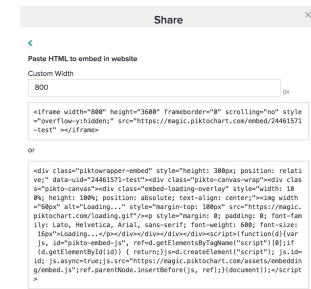 Share
×
Paste HTML to embed in website
Custom Width
800
px
<iframe width="800" height="3600" frameborder="0" scrolling="no" style
="overflow-y:hidden;" src="https://magic.piktochart.com/embed/24461571
-test" ></iframe>
or
<div class="piktowrapper-embed" style="height: 300px; position: relati
ve;" data-uid="24461571-test"><div class="pikto-canvas-wrap"><div clas
s="pikto-canvas"><div class="embed-loading-overlay" style="width: 10
0%; height: 100%; position: absolute; text-align: center;"><img width
="60px" alt="Loading..." style="margin-top: 100px" src="https://magic.
piktochart.com/loading.gif"/><p style="margin: 0; padding: 0; font-fam
ily: Lato, Helvetica, Arial, sans-serif; font-weight: 600; font-size:
16px">Loading...</p></div></div></div></div><script>(function(d){var
js, id="pikto-embed-js", ref=d.getElementsByTagName("script")[0];if
(d.getElementById(id)) { return;}js=d.createElement("script"); js.id=
id; js.async=true;js.src="https://magic.piktochart.com/assets/embeddin
g/embed.js";ref.parentNode.insertBefore(js, ref);}(document));</script
>